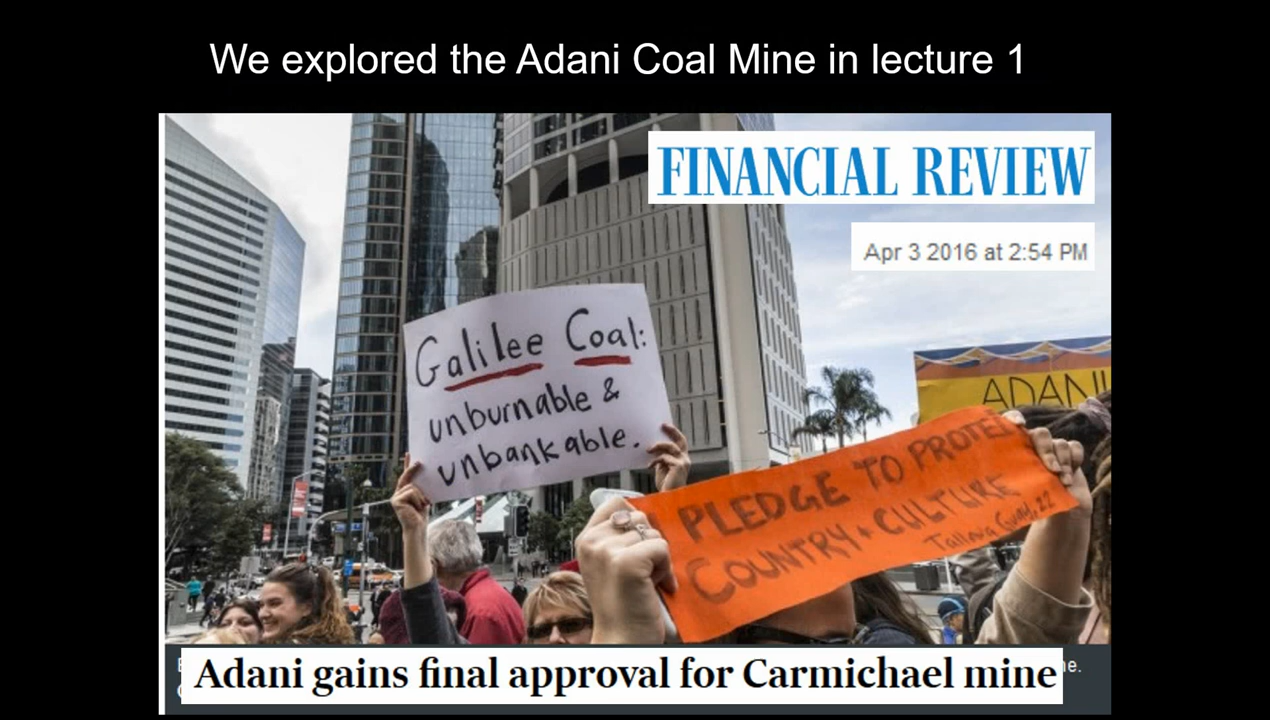 We explored the Adani Coal Mine in lecture 1
FINANCIAL REVIEW
Apr 3 2016 at 2:54 PM
Galilee Coal:
unburnable &
unbankable.
ADANI
PLEDGE TO PROTE
COUNTRY + CULTURE
Adani gains final approval for Carmichael mine